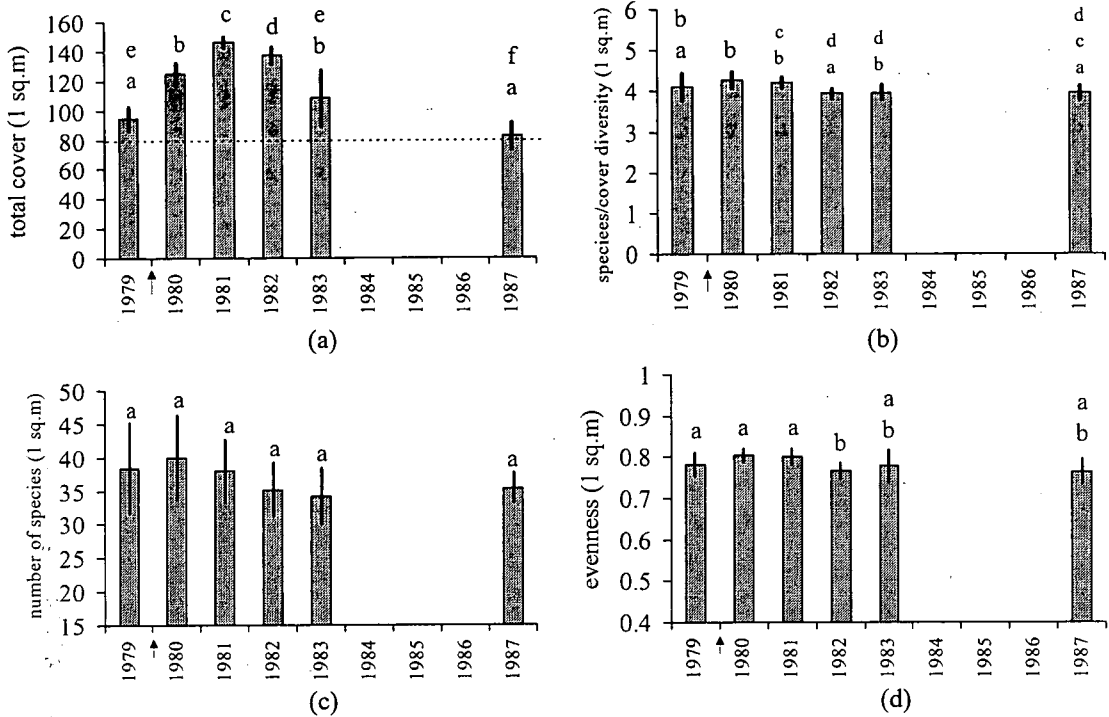 total cover (1 sq.m)
160
140
120
100
80
60
40
20
0
e
a
b
c
d
e
b
f
a
1979
1980
1981
1982
1983
1984
1985
1986
1987
(a)
speciees/cover diversity (1 sq.m)
6
5
4
3
2
1
0
b
a
b
c
b
d
a
d
b
d
c
a
1979
1980
1981
1982
1983
1984
1985
1986
1987
(b)
number of species (1 sq.m)
50
45
40
35
30
25
20
15
a
a
a
a
a
a
1979
1980
1981
1982
1983
1984
1985
1986
1987
(c)
evenness (1 sq.m)
1
0.9
0.8
0.7
0.6
0.5
0.4
a
a
a
b
a
b
a
b
1979
1980
1981
1982
1983
1984
1985
1986
1987
(d)